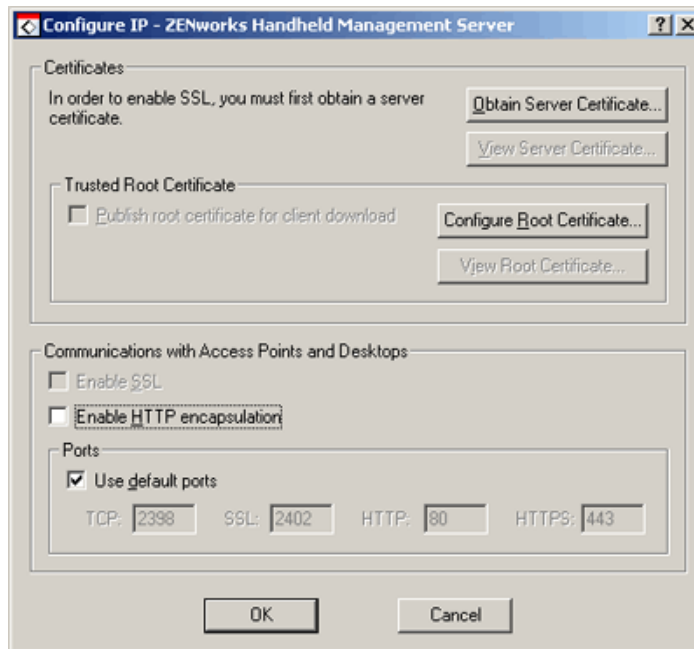 Configure IP - ZENworks Handheld Management Server
Certificates
In order to enable SSL, you must first obtain a server
certificate.
Obtain Server Certificate...
View Server Certificate...
Trusted Root Certificate
Publish root certificate for client download
Configure Root Certificate...
View Root Certificate...
Communications with Access Points and Desktops
Enable SSL
Enable HTTP encapsulation
Ports
Use default ports
TCP: 2398 SSL: 2402 HTTP: 80 HTTPS: 443
OK Cancel